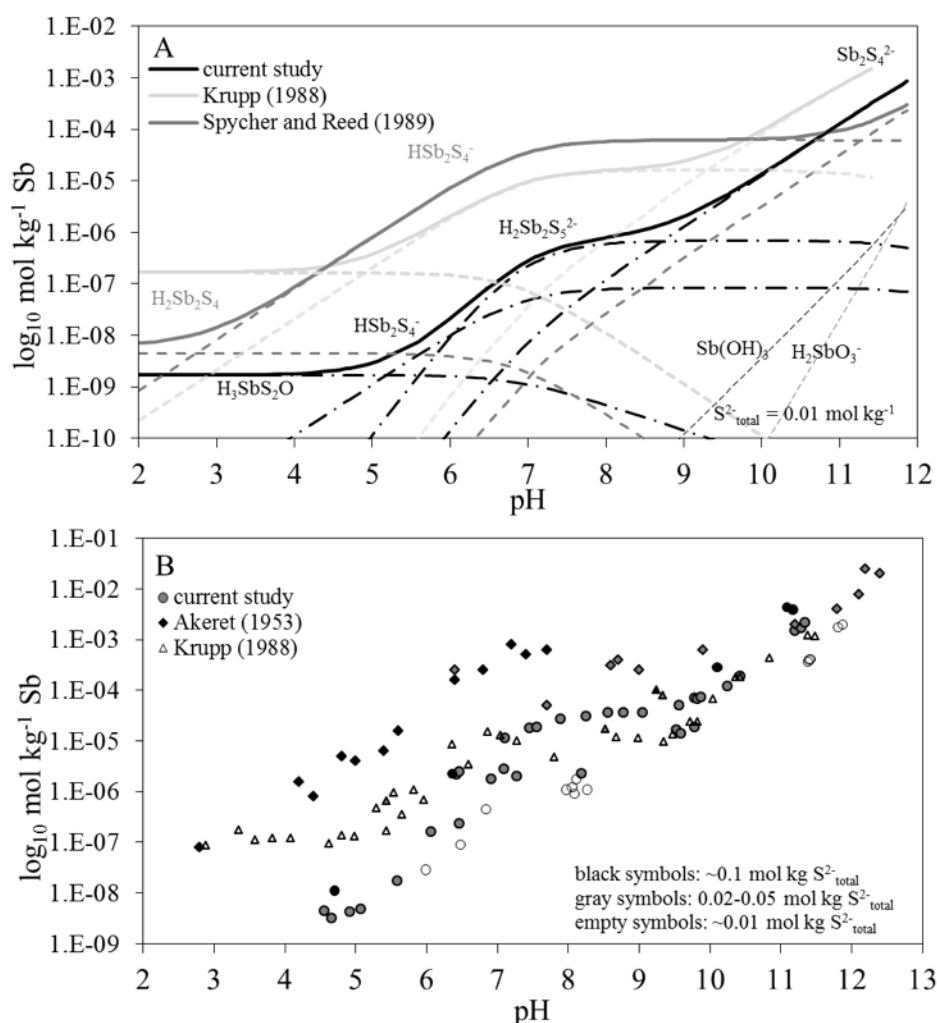 1.E-02
A
current study
Krupp (1988)
Spycher and Reed (1989)
Sb₂S₄²⁻
1.E-03
1.E-04
HSb₂S₄⁻
1.E-05
H₂Sb₂S₅²⁻
1.E-06
H₂Sb₂S₄
1.E-07
HSb₂S₄⁻
1.E-08
Sb(OH)₃
H₂SbO₃⁻
H₃SbS₂O
1.E-09
S²⁻total = 0.01 mol kg⁻¹
1.E-10
log₁₀ mol kg⁻¹ Sb
2 3 4 5 6 7 8 9 10 11 12
pH
1.E-01
B
current study
Akeret (1953)
Krupp (1988)
1.E-02
1.E-03
1.E-04
1.E-05
1.E-06
1.E-07
1.E-08
1.E-09
log₁₀ mol kg⁻¹ Sb
black symbols: ~0.1 mol kg S²⁻total
gray symbols: 0.02-0.05 mol kg S²⁻total
empty symbols: ~0.01 mol kg S²⁻total
2 3 4 5 6 7 8 9 10 11 12 13
pH